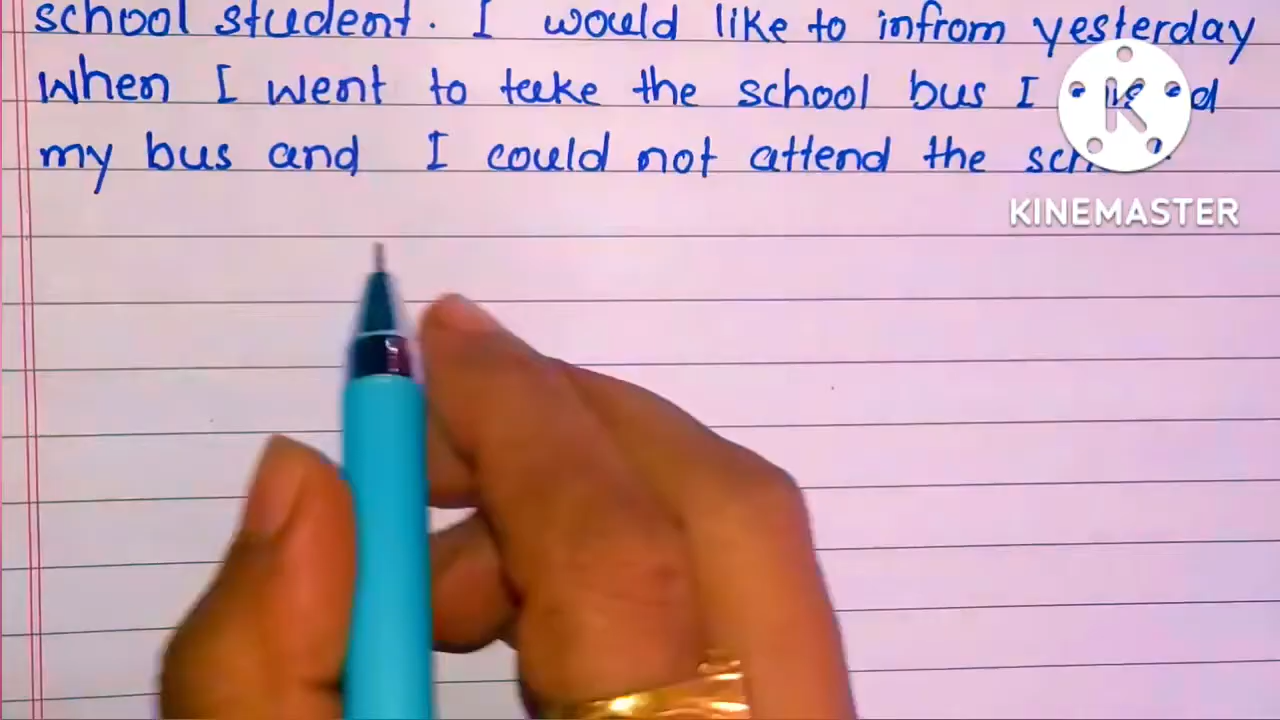 school student. I would like to infrom yesterday
When I went to teeke the school bus I
my bus and I could not attend the
KINEMASTER